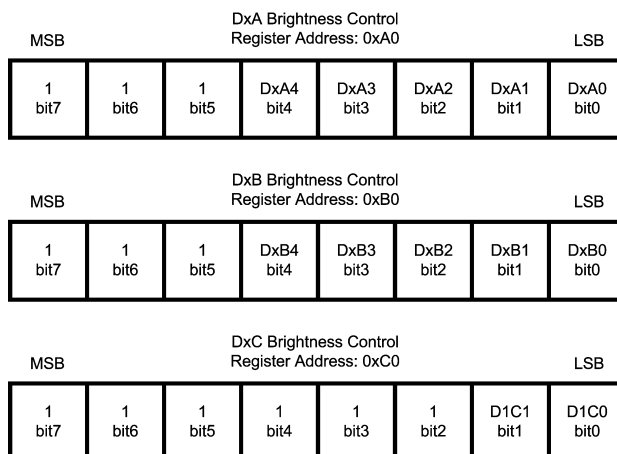 DxA Brightness Control
MSB Register Address: 0xA0 LSB
1 1 1 DxA4 DxA3 DxA2 DxA1 DxA0
bit7 bit6 bit5 bit4 bit3 bit2 bit1 bit0
DxB Brightness Control
MSB Register Address: 0xB0 LSB
1 1 1 DxB4 DxB3 DxB2 DxB1 DxB0
bit7 bit6 bit5 bit4 bit3 bit2 bit1 bit0
DxC Brightness Control
MSB Register Address: 0xC0 LSB
1 1 1 1 1 1 D1C1 D1C0
bit7 bit6 bit5 bit4 bit3 bit2 bit1 bit0